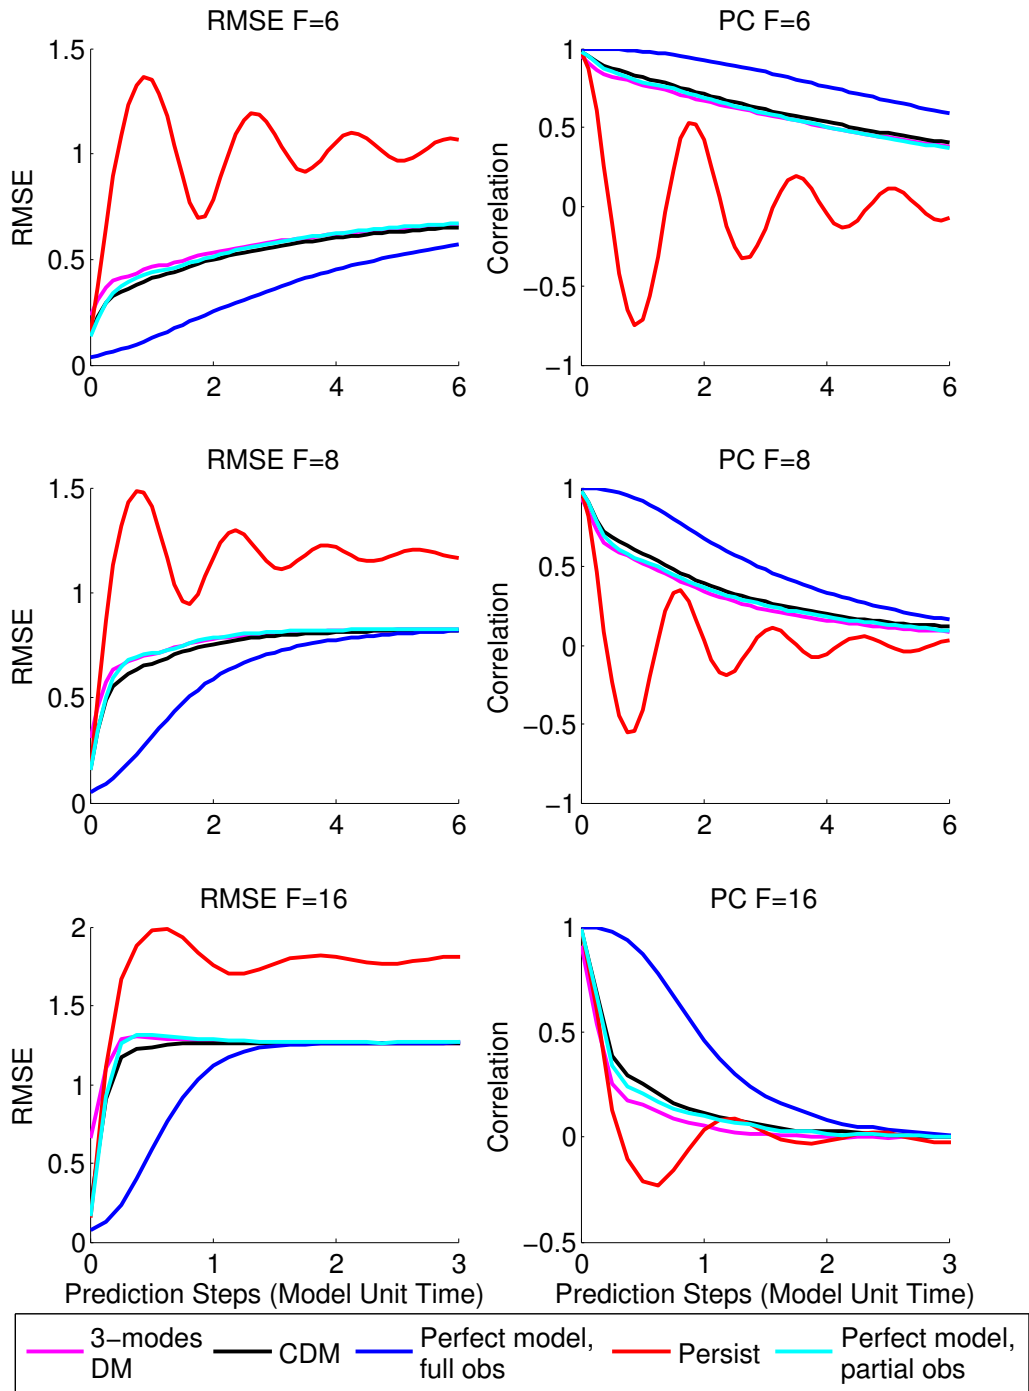 RMSE F=6
PC F=6
1.5
1
0.5
0
RMSE
0 2 4 6
1
0.5
0
−0.5
−1
Correlation
0 2 4 6
RMSE F=8
PC F=8
1.5
1
0.5
0
RMSE
0 2 4 6
1
0.5
0
−0.5
−1
Correlation
0 2 4 6
RMSE F=16
PC F=16
2
1.5
1
0.5
0
RMSE
0 1 2 3
1
0.5
0
−0.5
Correlation
0 1 2 3
Prediction Steps (Model Unit Time)
Prediction Steps (Model Unit Time)
3−modes
DM
CDM
Perfect model,
full obs
Persist
Perfect model,
partial obs